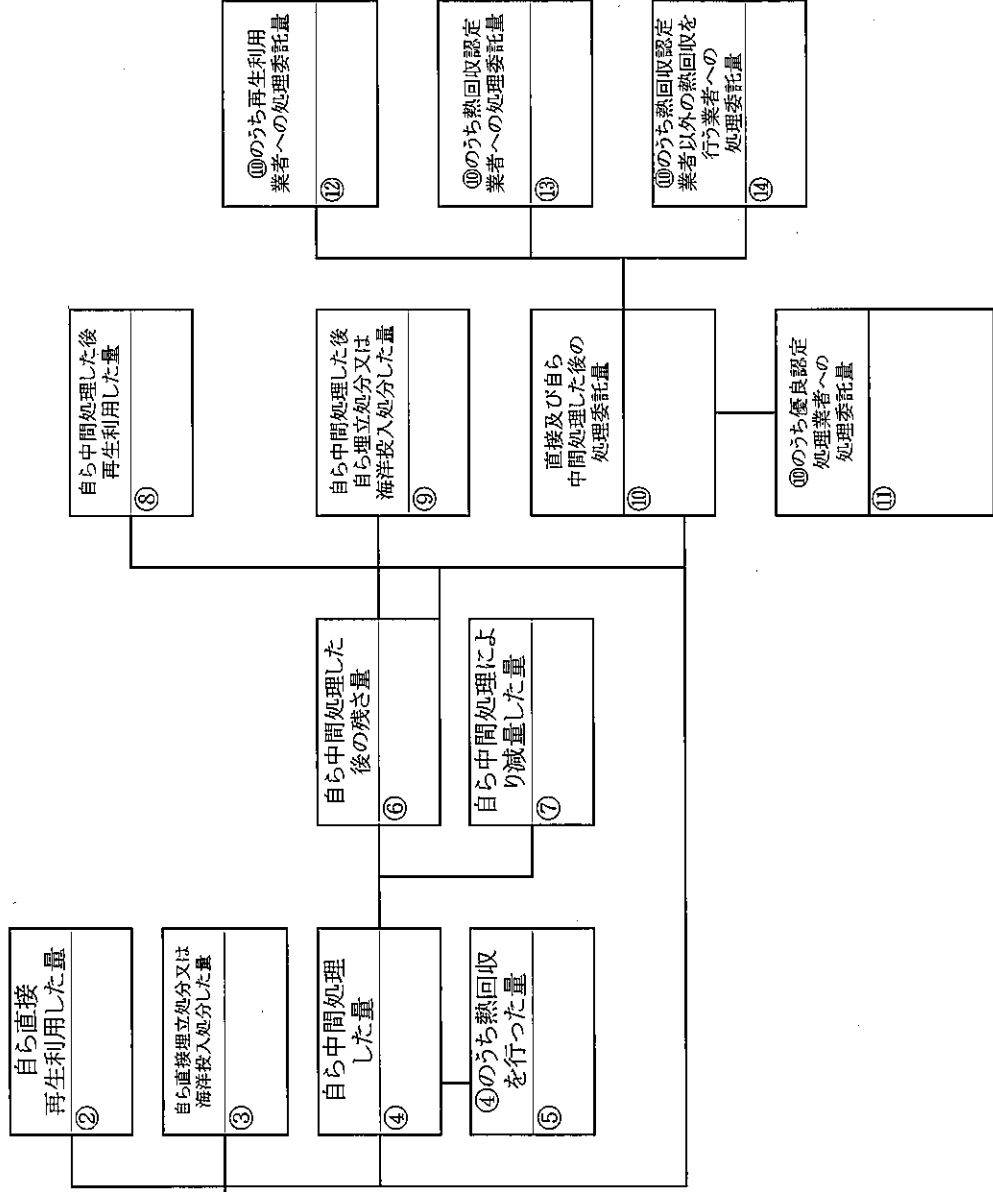 自ら直接
再生利用した量
②
自ら直接埋立処分又は
海洋投入処分した量
③
自ら中間処理
した量
④
④のうち熱回収
を行った量
⑤
自ら中間処理した
後の残さ量
⑥
自ら中間処理によ
り減量した量
⑦
自ら中間処理した後
再生利用した量
⑧
自ら中間処理した後
自ら埋立処分又は
海洋投入処分した量
⑨
直接及び自ら
中間処理した後の
処理委託量
⑩
⑩のうち優良認定
処理業者への
処理委託量
⑪
⑩のうち再生利用
業者への処理委託量
⑫
⑩のうち熱回収認定
業者への処理委託量
⑬
⑩のうち熱回収認定
業者以外の熱回収を
行う業者への
処理委託量
⑭